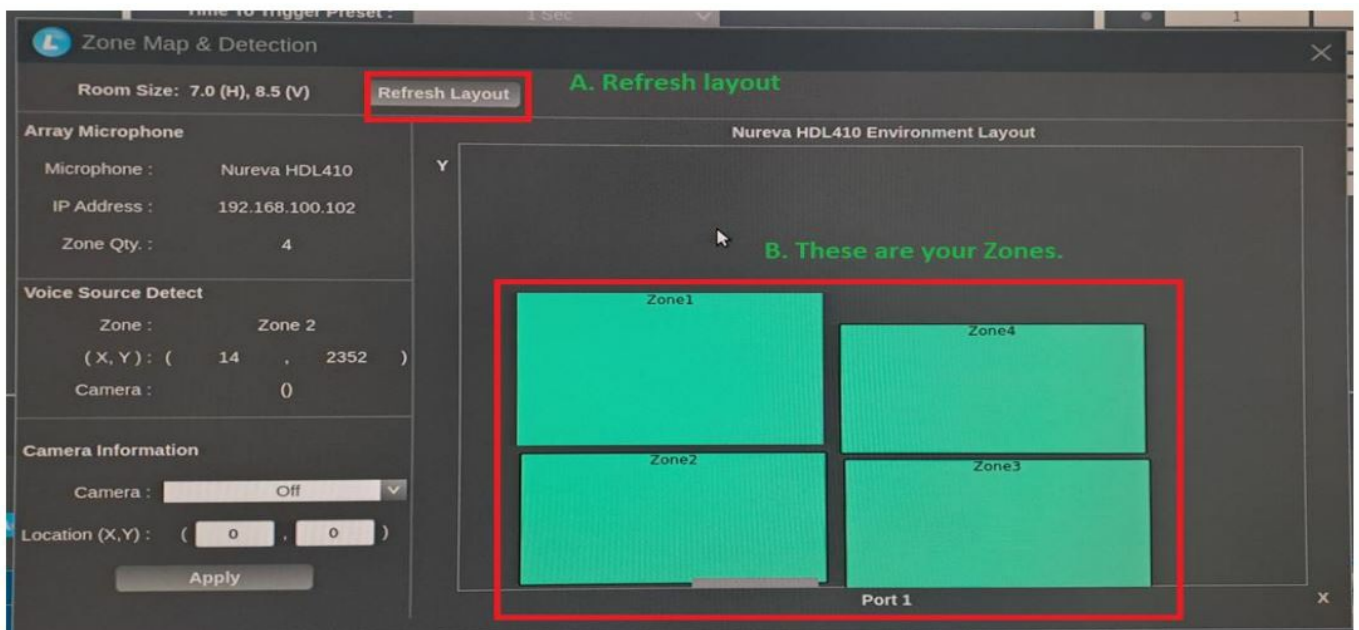 Time To Trigger Preset :
1 Sec
1
L
Zone Map & Detection
Room Size: 7.0 (H), 8.5 (V)
Refresh Layout
A. Refresh layout
Array Microphone
Microphone : Nureva HDL410
IP Address : 192.168.100.102
Zone Qty. : 4
Voice Source Detect
Zone : Zone 2
( X, Y ) : ( 14 , 2352 )
Camera : ()
Camera Information
Camera : Off
Location (X,Y) : ( 0 , 0 )
Apply
Nureva HDL410 Environment Layout
Y
B. These are your Zones.
Zone1
Zone4
Zone2
Zone3
Port 1
X